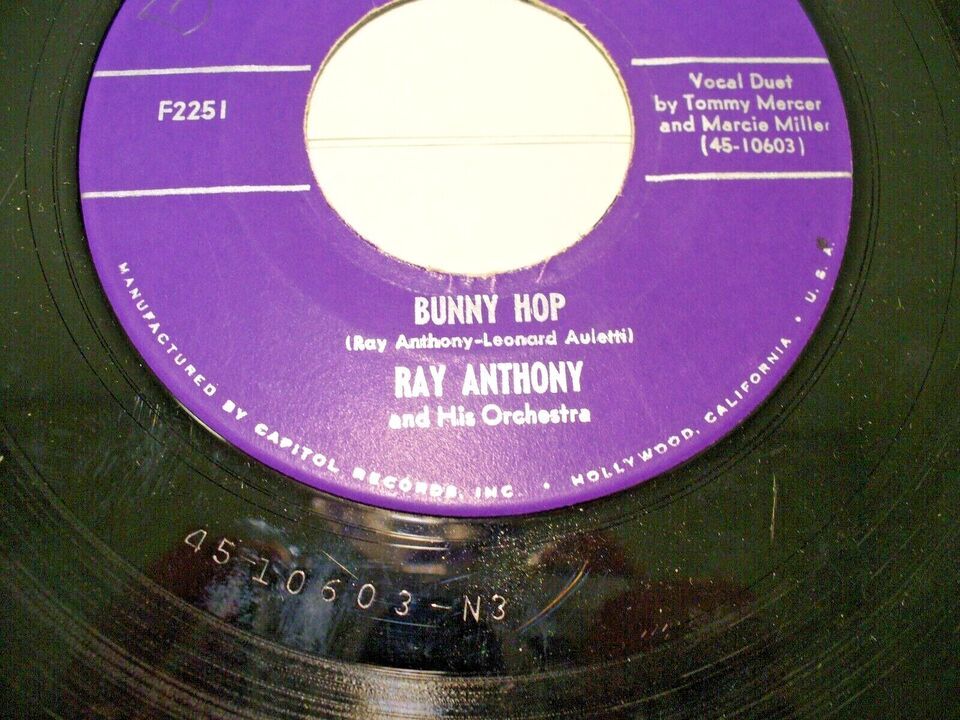 F2251
Vocal Duet
by Tommy Mercer
and Marcie Miller
(45-10603)
BUNNY HOP
(Ray Anthony-Leonard Auletti)
RAY ANTHONY
and His Orchestra
MANUFACTURED BY CAPITOL RECORDS, INC. • HOLLYWOOD, CALIFORNIA • U. S. A.
45-10603-N3